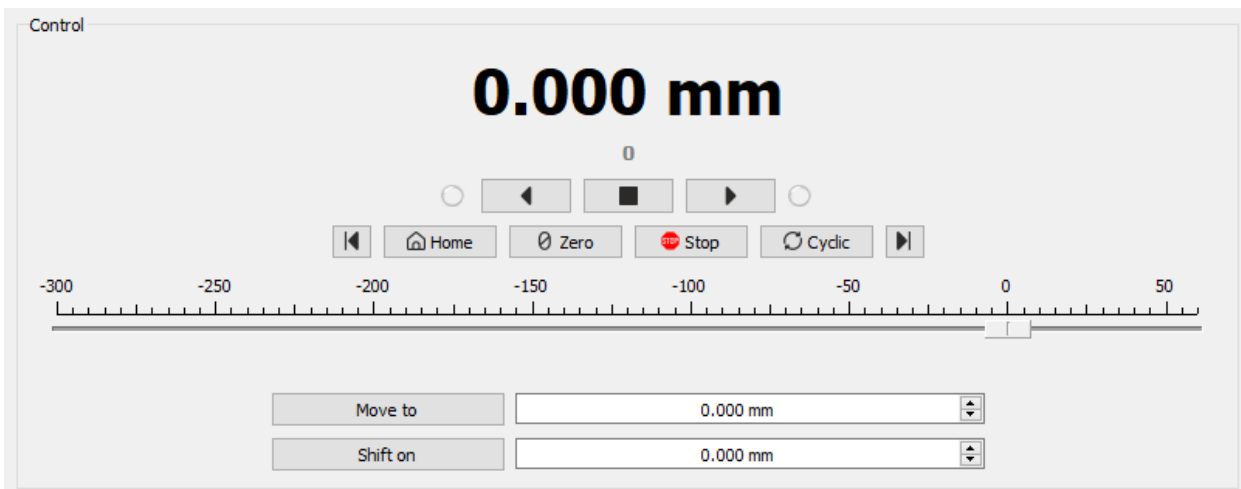 Control
0.000 mm
0
Home Zero STOP Stop Cyclic
-300 -250 -200 -150 -100 -50 0 50
Move to 0.000 mm
Shift on 0.000 mm